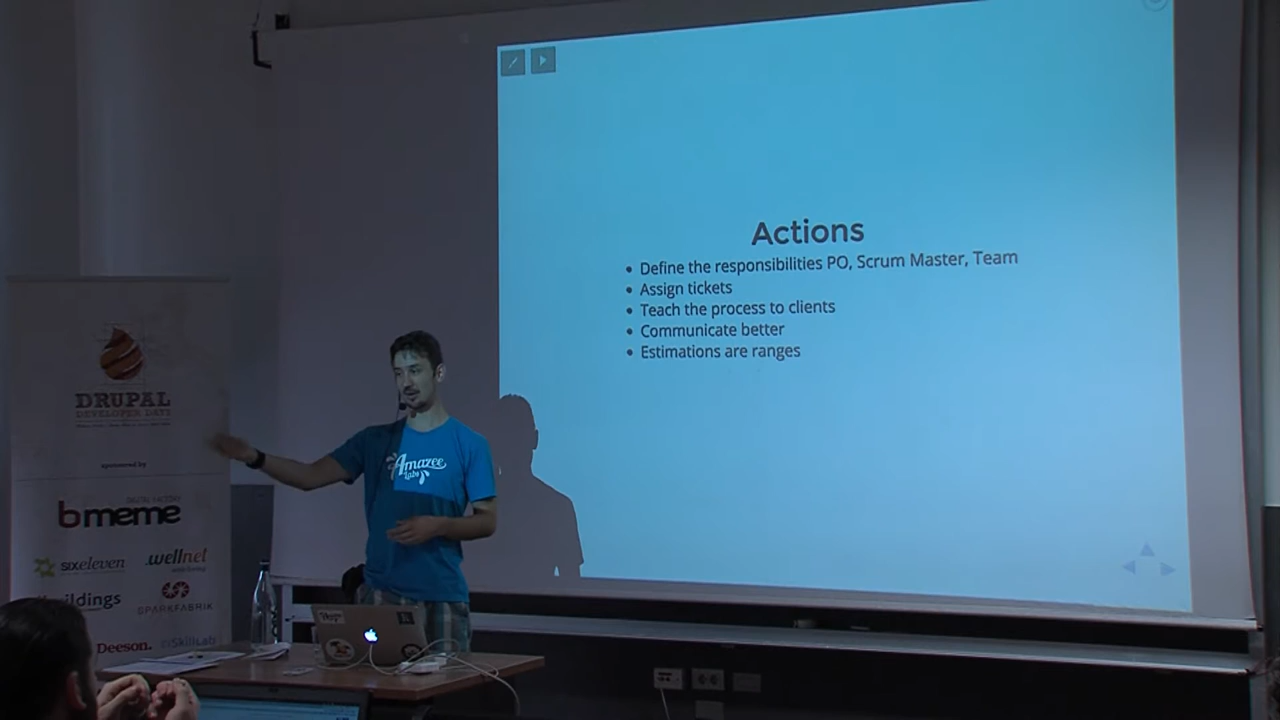 Actions
Define the responsibilities PO, Scrum Master, Team
Assign tickets
Teach the process to clients
Communicate better
Estimations are ranges
Amazee
Labs
DRUPAL
DEVELOPER DAYS
sponsored by
bmeme
sixeleven
wellnet
SPARKFABRIK
Deeson.
SkillLab